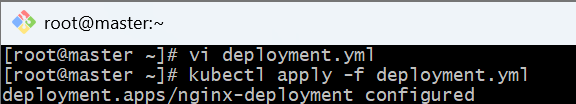 root@master:~
[root@master ~]# vi deployment.yml
[root@master ~]# kubectl apply -f deployment.yml
deployment.apps/nginx-deployment configured